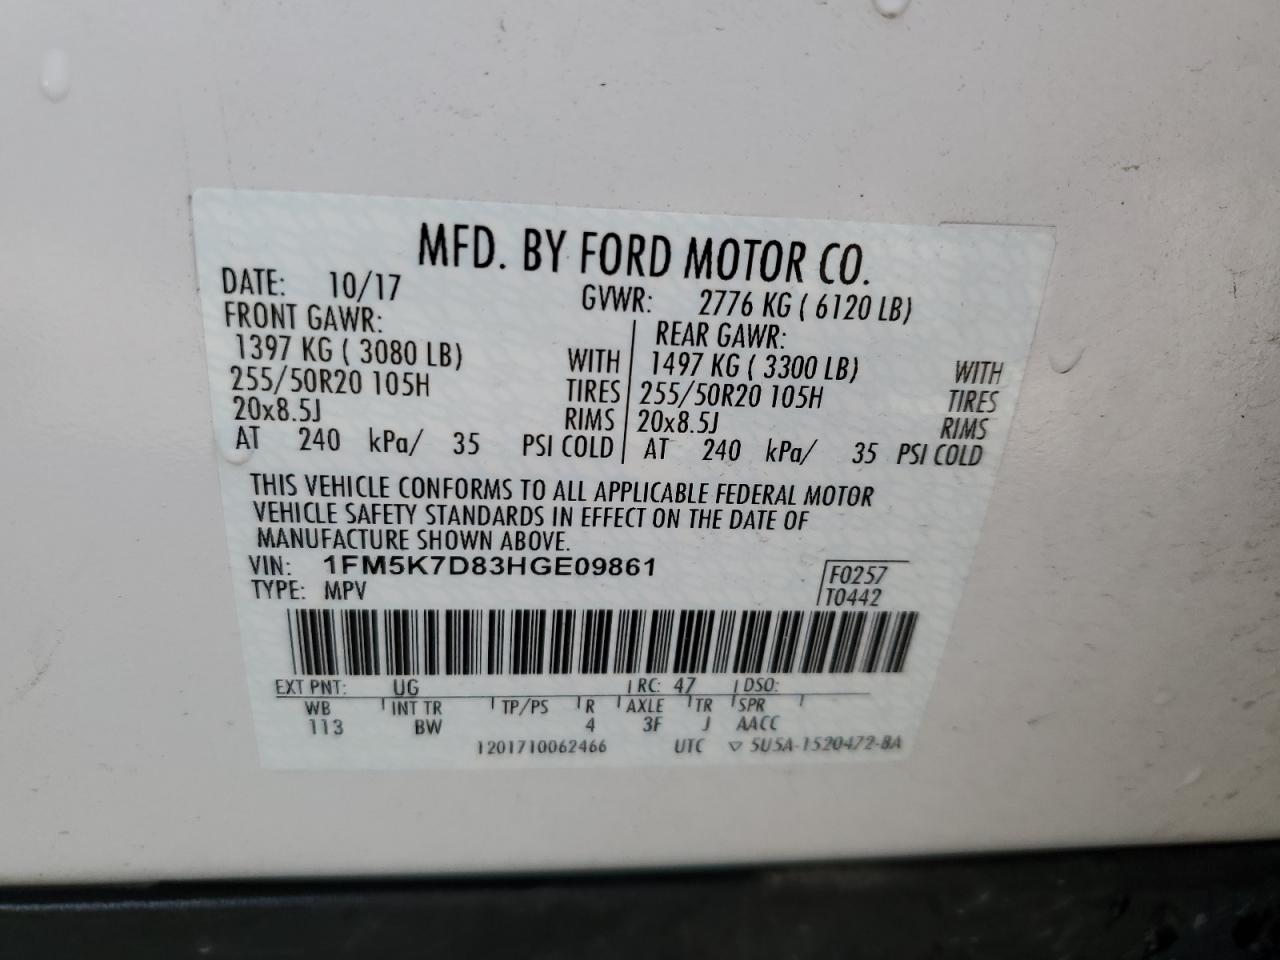 MFD. BY FORD MOTOR CO.
DATE: 10/17 GVWR: 2776 KG ( 6120 LB)
FRONT GAWR: REAR GAWR:
1397 KG ( 3080 LB) WITH 1497 KG ( 3300 LB) WITH
255/50R20 105H TIRES 255/50R20 105H TIRES
20x8.5J RIMS 20x8.5J RIMS
AT 240 kPa/ 35 PSI COLD AT 240 kPa/ 35 PSI COLD
THIS VEHICLE CONFORMS TO ALL APPLICABLE FEDERAL MOTOR
VEHICLE SAFETY STANDARDS IN EFFECT ON THE DATE OF
MANUFACTURE SHOWN ABOVE.
VIN: 1FM5K7D83HGE09861 F0257
TYPE: MPV T0442
EXT PNT: UG RC: 47 DSO:
WB INT TR TP/PS R AXLE TR SPR
113 BW 4 3F J AACC
1201710062466 UTC ▽ 5U5A-1520472-BA